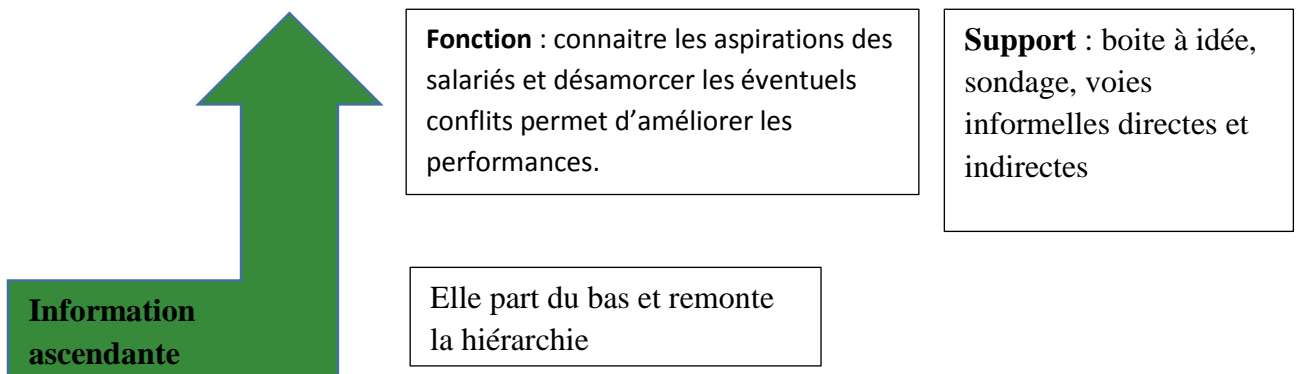 Fonction : connaitre les aspirations des
salariés et désamorcer les éventuels
conflits permet d’améliorer les
performances.
Support : boite à idée,
sondage, voies
informelles directes et
indirectes
Elle part du bas et remonte
la hiérarchie
Information
ascendante